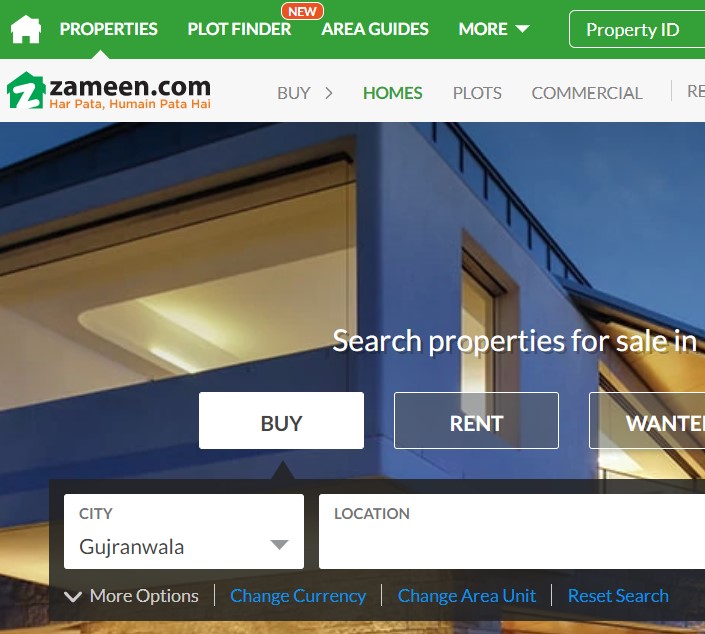 NEW
PROPERTIES PLOT FINDER AREA GUIDES MORE Property ID
zameen.com
Har Pata, Humain Pata Hai
BUY > HOMES PLOTS COMMERCIAL RE
Search properties for sale in
BUY RENT WANTE
CITY LOCATION
Gujranwala
More Options Change Currency Change Area Unit Reset Search